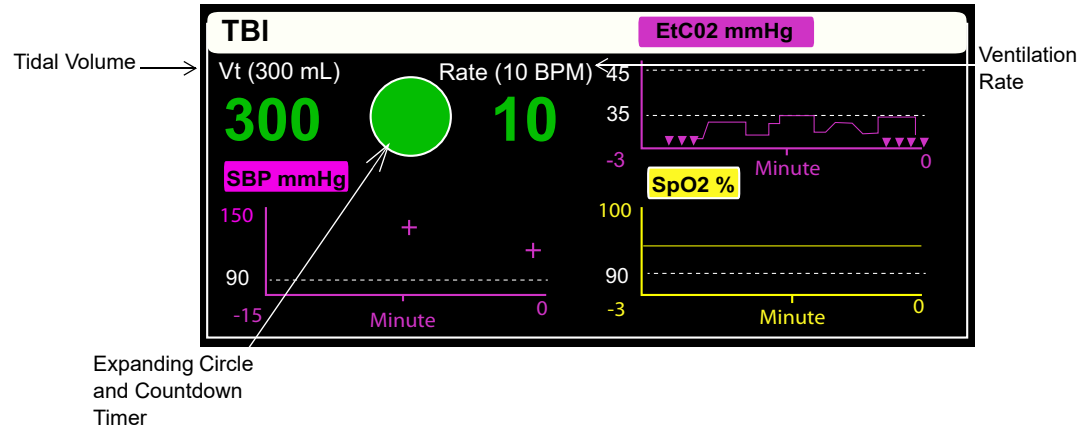 TBI
EtC02 mmHg
Tidal Volume
Vt (300 mL)
Rate (10 BPM)
Ventilation
Rate
300
10
45
35
-3
Minute
0
SBP mmHg
150
90
-15
Minute
0
SpO2 %
100
90
-3
Minute
0
Expanding Circle
and Countdown
Timer